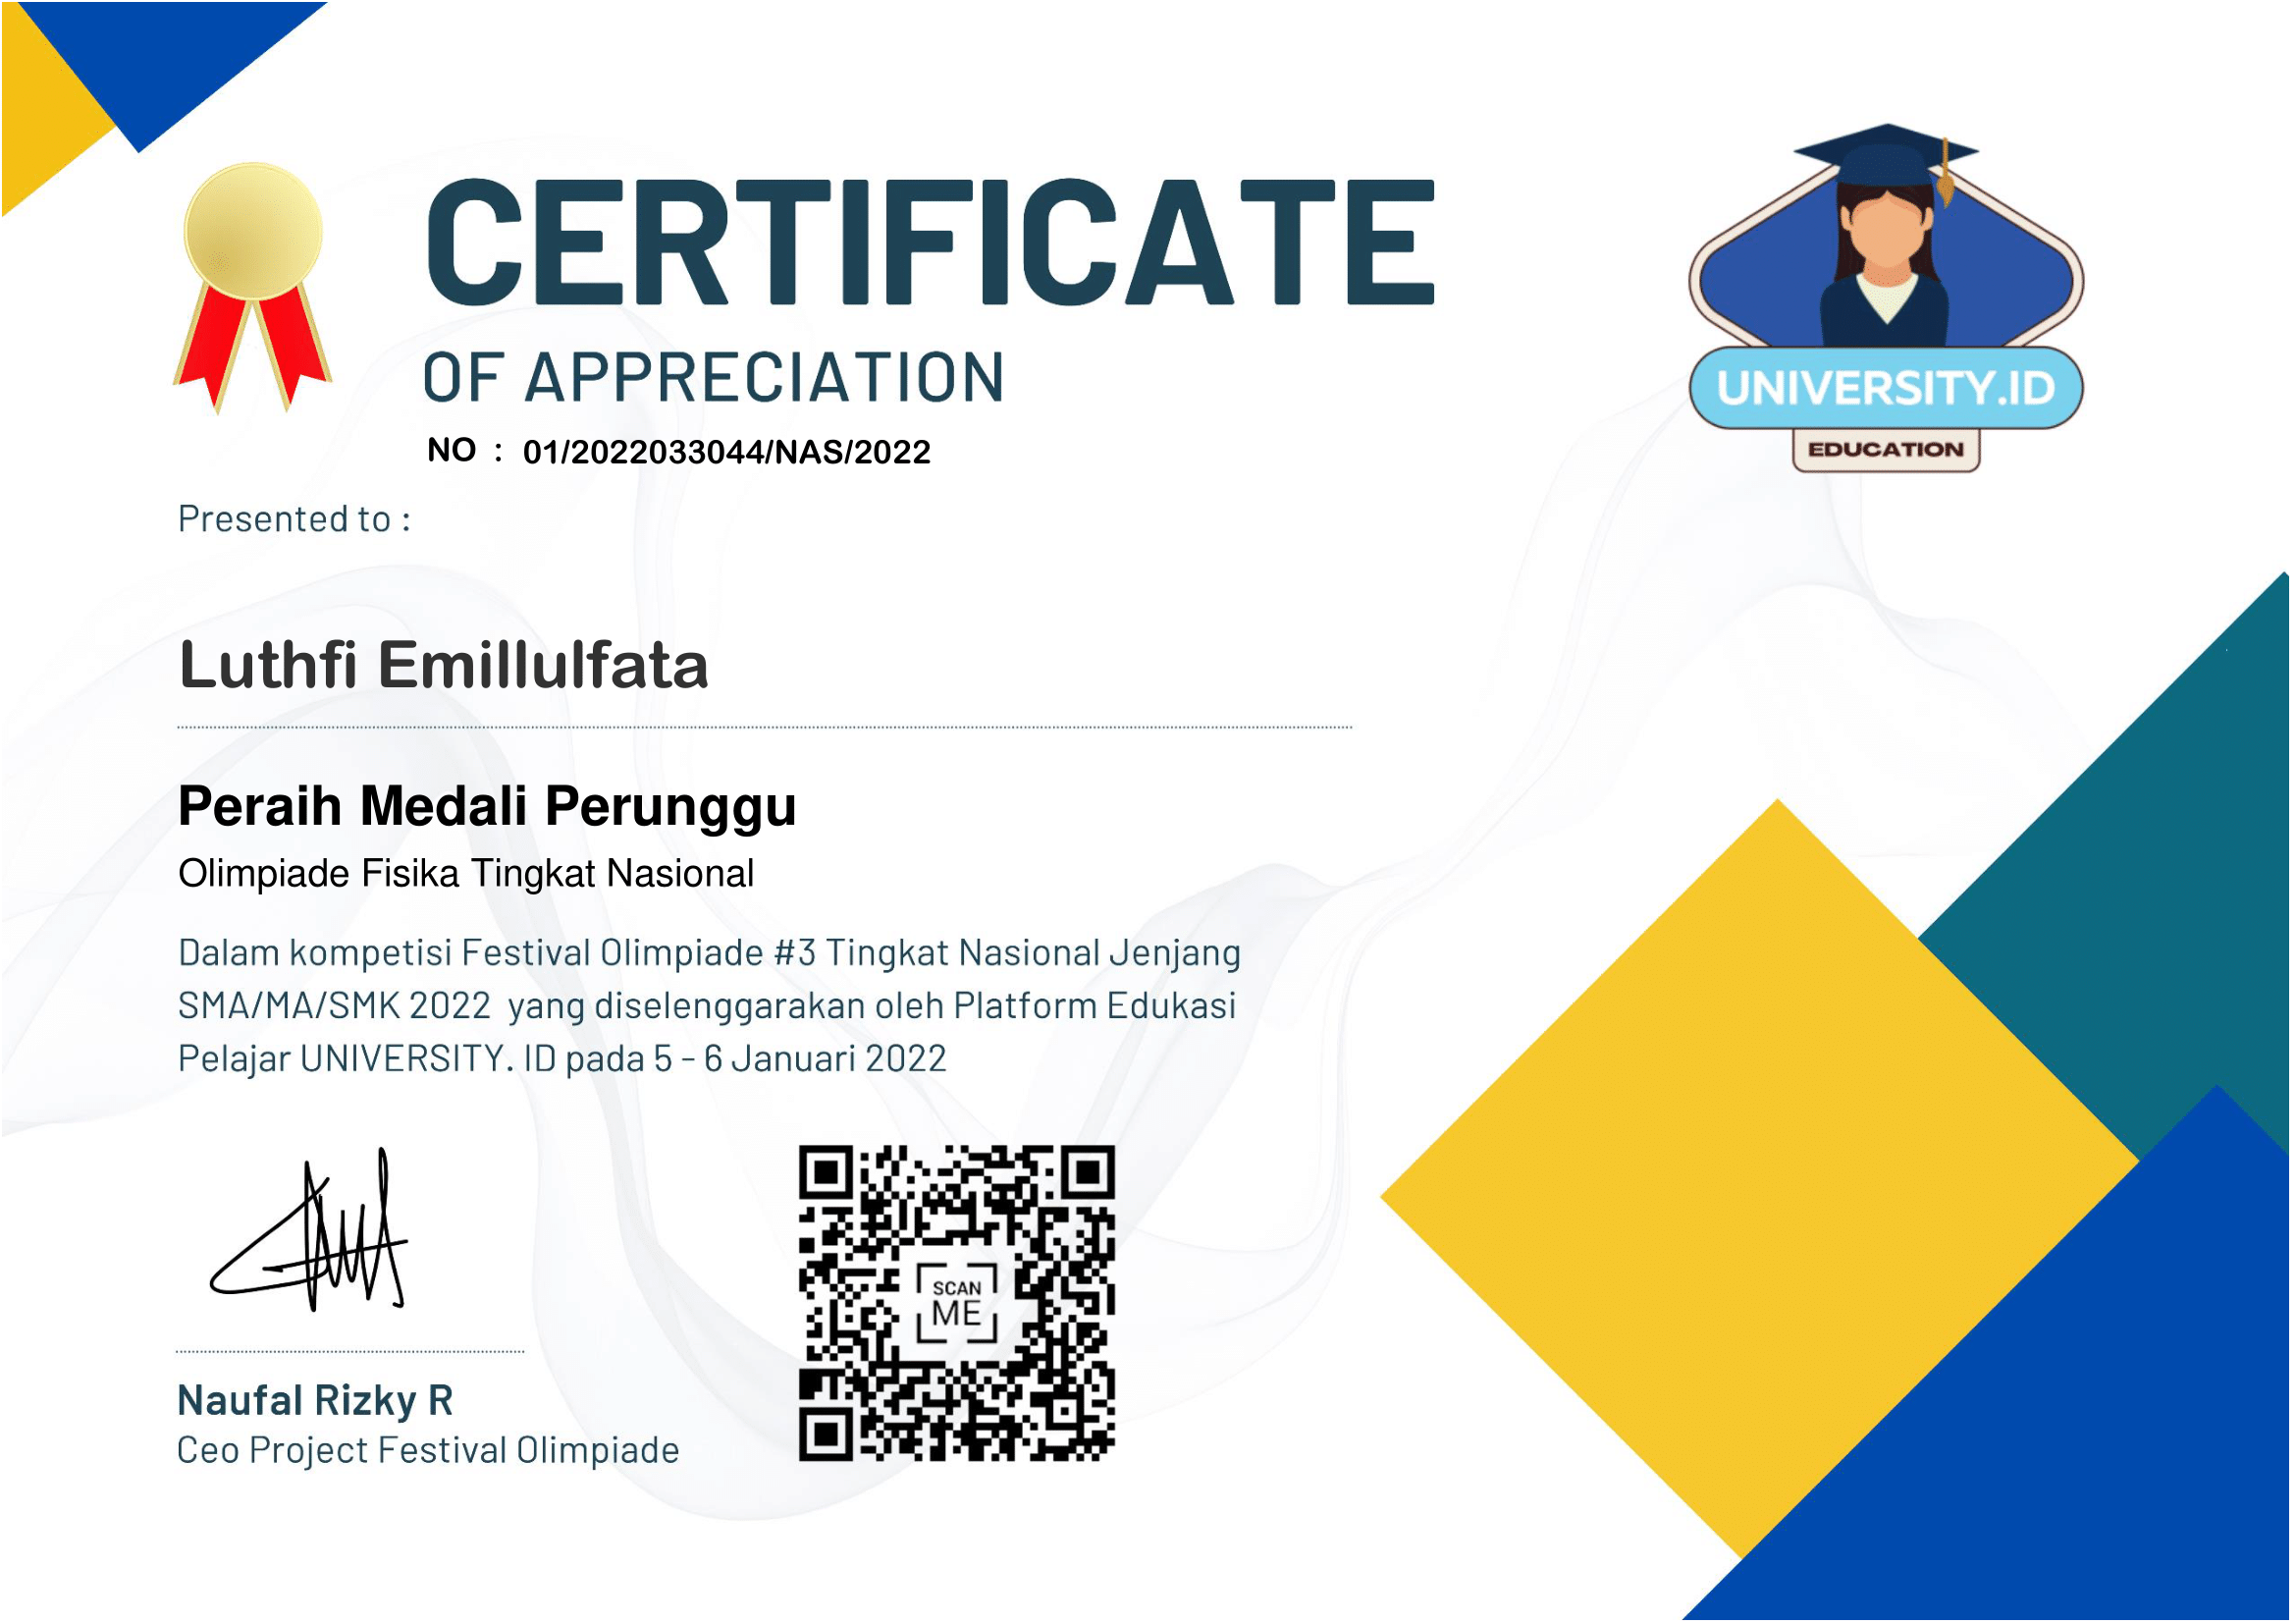 CERTIFICATE
OF APPRECIATION
NO : 01/2022033044/NAS/2022
UNIVERSITY.ID
EDUCATION
Presented to :
Luthfi Emillulfata
Peraih Medali Perunggu
Olimpiade Fisika Tingkat Nasional
Dalam kompetisi Festival Olimpiade #3 Tingkat Nasional Jenjang
SMA/MA/SMK 2022 yang diselenggarakan oleh Platform Edukasi
Pelajar UNIVERSITY. ID pada 5 - 6 Januari 2022
SCAN
ME
Naufal Rizky R
Ceo Project Festival Olimpiade